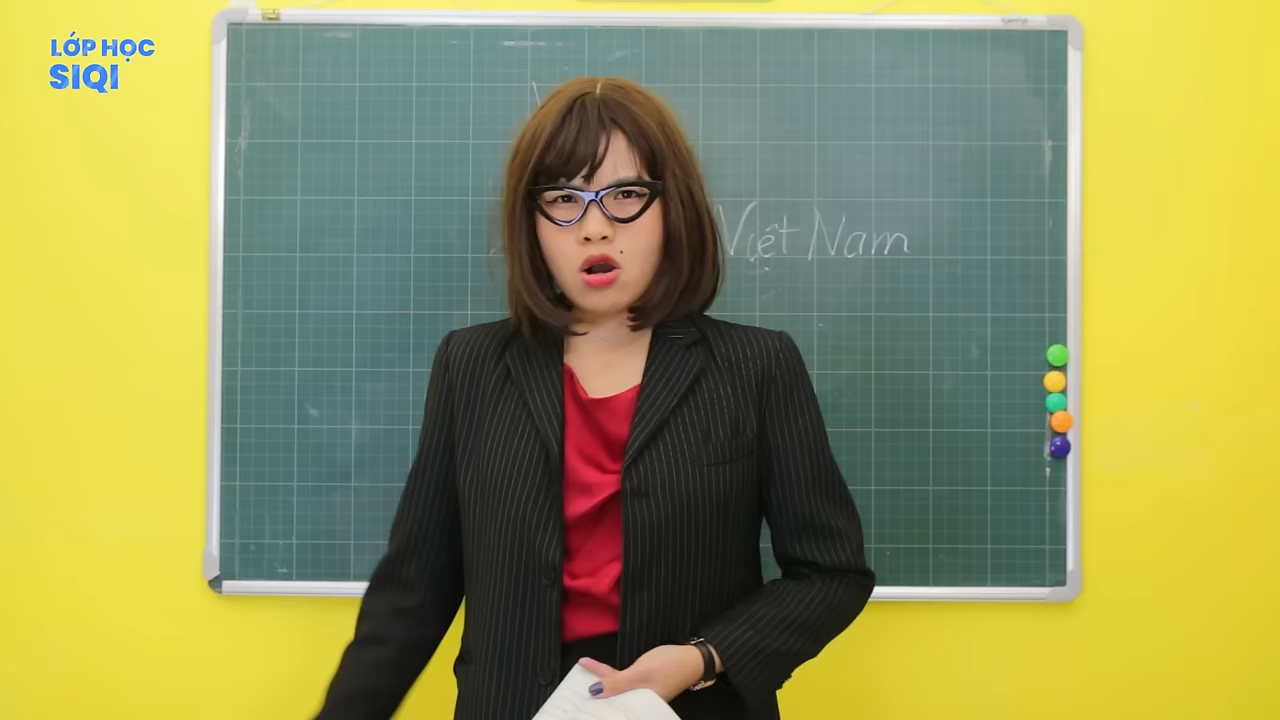 LỚP HỌC
SIQI
Việt Nam